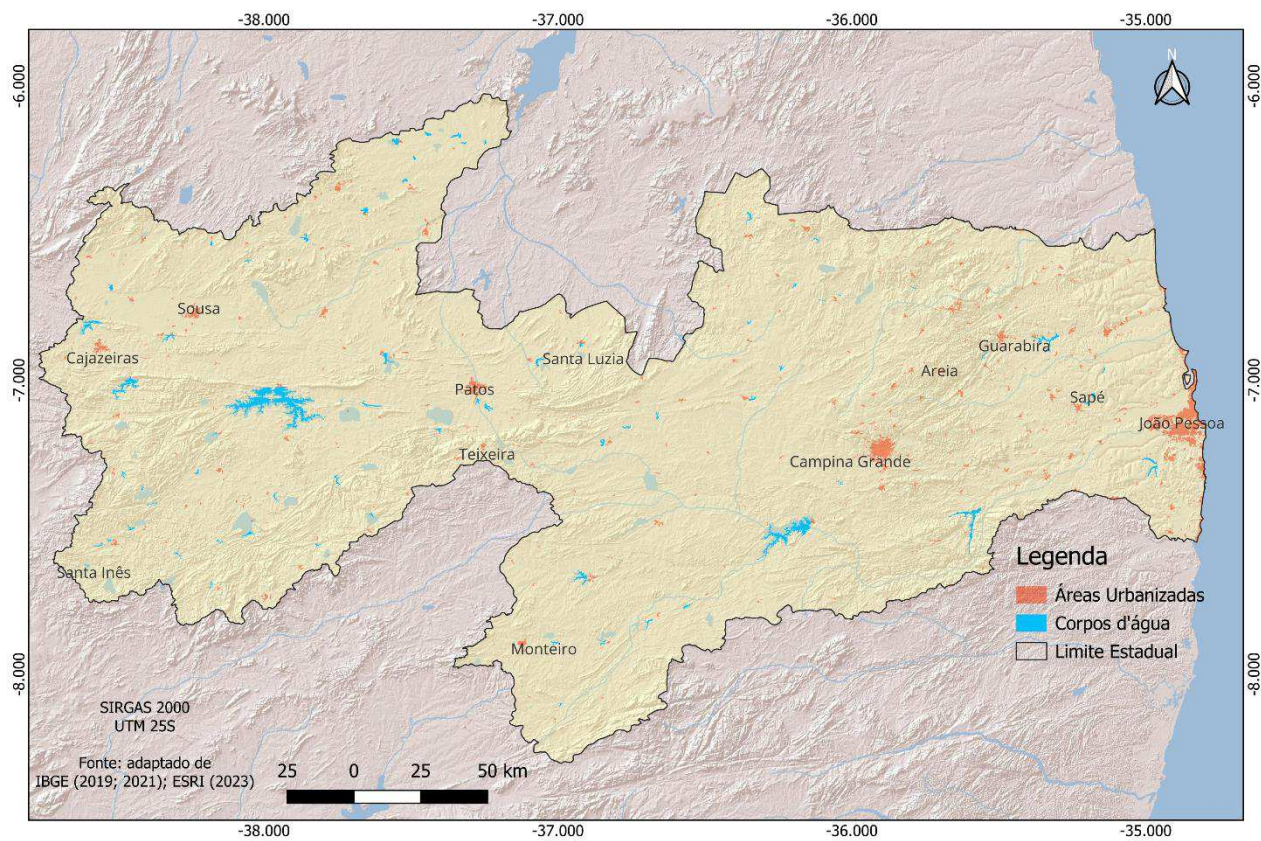 -38.000 -37.000 -36.000 -35.000
-6.000 -6.000
N
Sousa
Cajazeiras
Santa Luzia
Guarabira
-7.000 -7.000
Areia
Patos
Sapé
João Pessoa
Teixeira
Campina Grande
Santa Inês
Monteiro
Legenda
Áreas Urbanizadas
Corpos d'água
Limite Estadual
-8.000 -8.000
SIRGAS 2000
UTM 25S
Fonte: adaptado de
IBGE (2019; 2021); ESRI (2023)
25 0 25 50 km
-38.000 -37.000 -36.000 -35.000